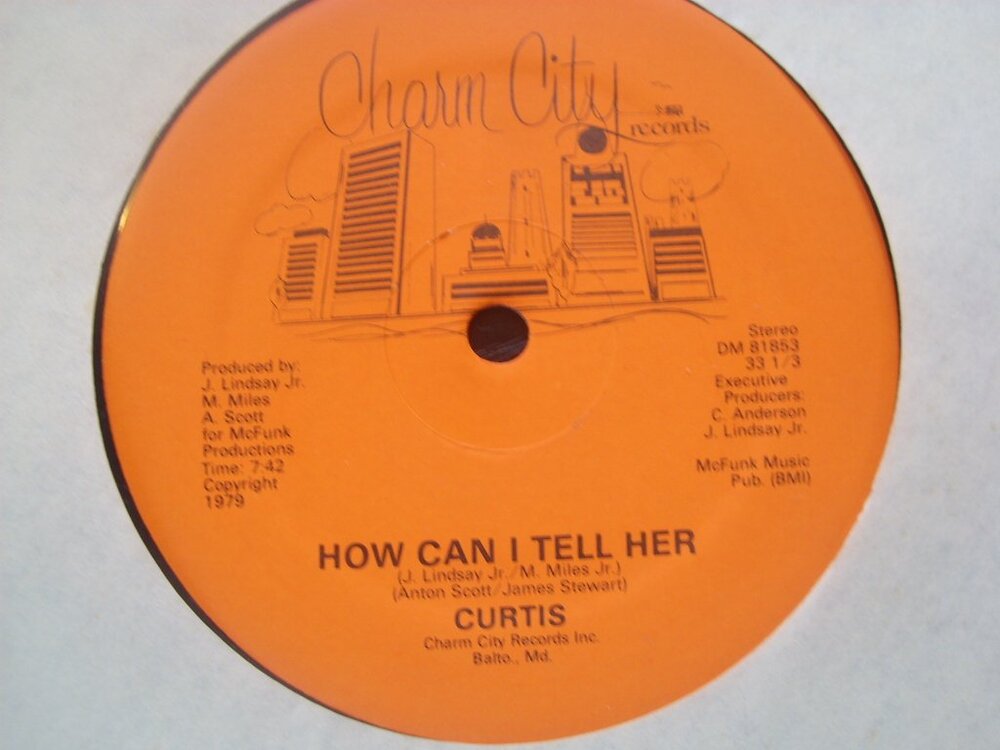 Charm City
records
Produced by:
J. Lindsay Jr.
M. Miles
A. Scott
for McFunk
Productions
Time: 7:42
Copyright
1979
Stereo
DM 81853
33 1/3
Executive
Producers:
C. Anderson
J. Lindsay Jr.
McFunk Music
Pub. (BMI)
HOW CAN I TELL HER
(J. Lindsay Jr./M. Miles Jr.)
(Anton Scott/James Stewart)
CURTIS
Charm City Records Inc.
Balto., Md.